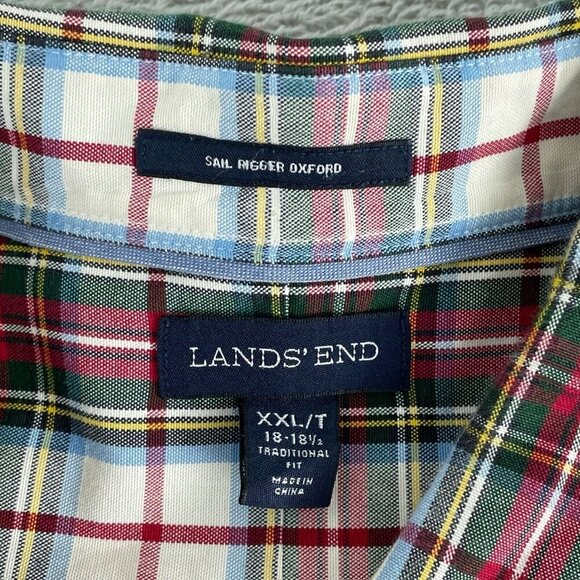 SAIL RIGGER OXFORD
LANDS' END
XXL/T
18-18½
TRADITIONAL
FIT
MADE IN
CHINA